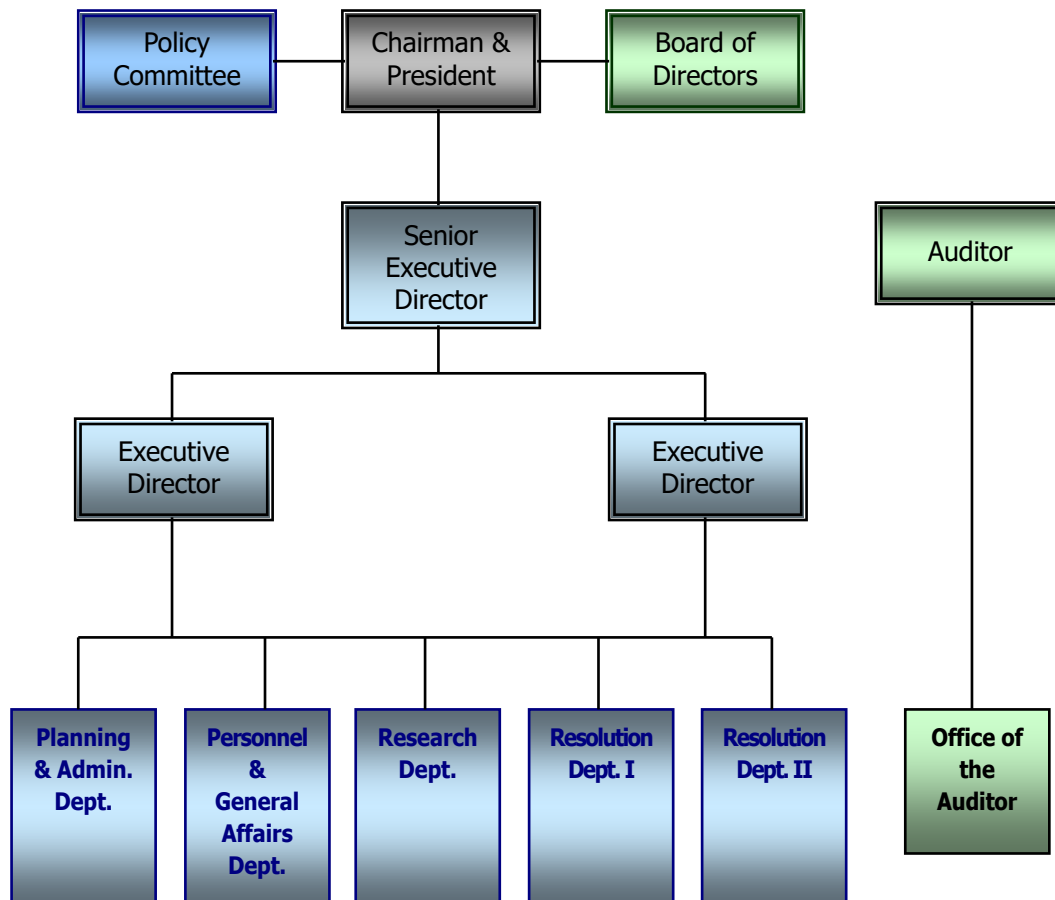 Policy
Committee
Chairman &
President
Board of
Directors
Senior
Executive
Director
Auditor
Executive
Director
Executive
Director
Planning
& Admin.
Dept.
Personnel
&
General
Affairs
Dept.
Research
Dept.
Resolution
Dept. I
Resolution
Dept. II
Office of
the
Auditor